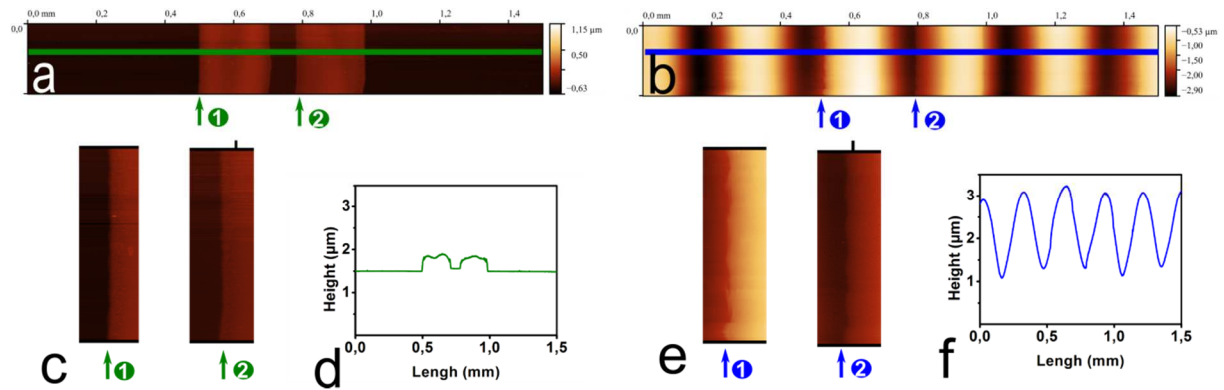 0,0 mm 0,2 0,4 0,6 0,8 1,0 1,2 1,4
0,0
1,15 µm
0,50
−0,63
a
1 2
0,0 mm 0,2 0,4 0,6 0,8 1,0 1,2 1,4
0,0
−0,53 µm
−1,00
−1,50
−2,00
−2,90
b
1 2
c
1 2
Height (µm)
3
2
1
0,0 0,5 1,0 1,5
Lengh (mm)
d
e
1 2
Height (µm)
3
2
1
0,0 0,5 1,0 1,5
Lengh (mm)
f